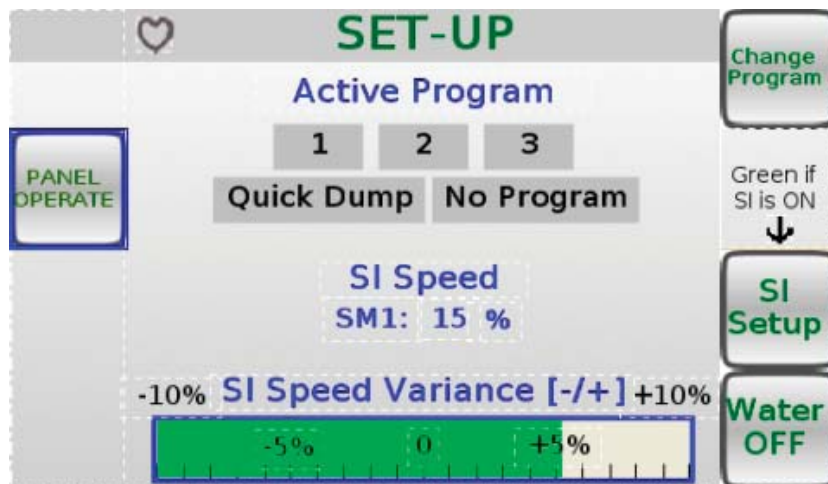 SET-UP
Change
Program
Active Program
1 2 3
Quick Dump No Program
PANEL
OPERATE
Green if
SI is ON
SI Speed
SM1: 15 %
SI
Setup
-10% SI Speed Variance [-/+] +10%
-5% 0 +5%
Water
OFF